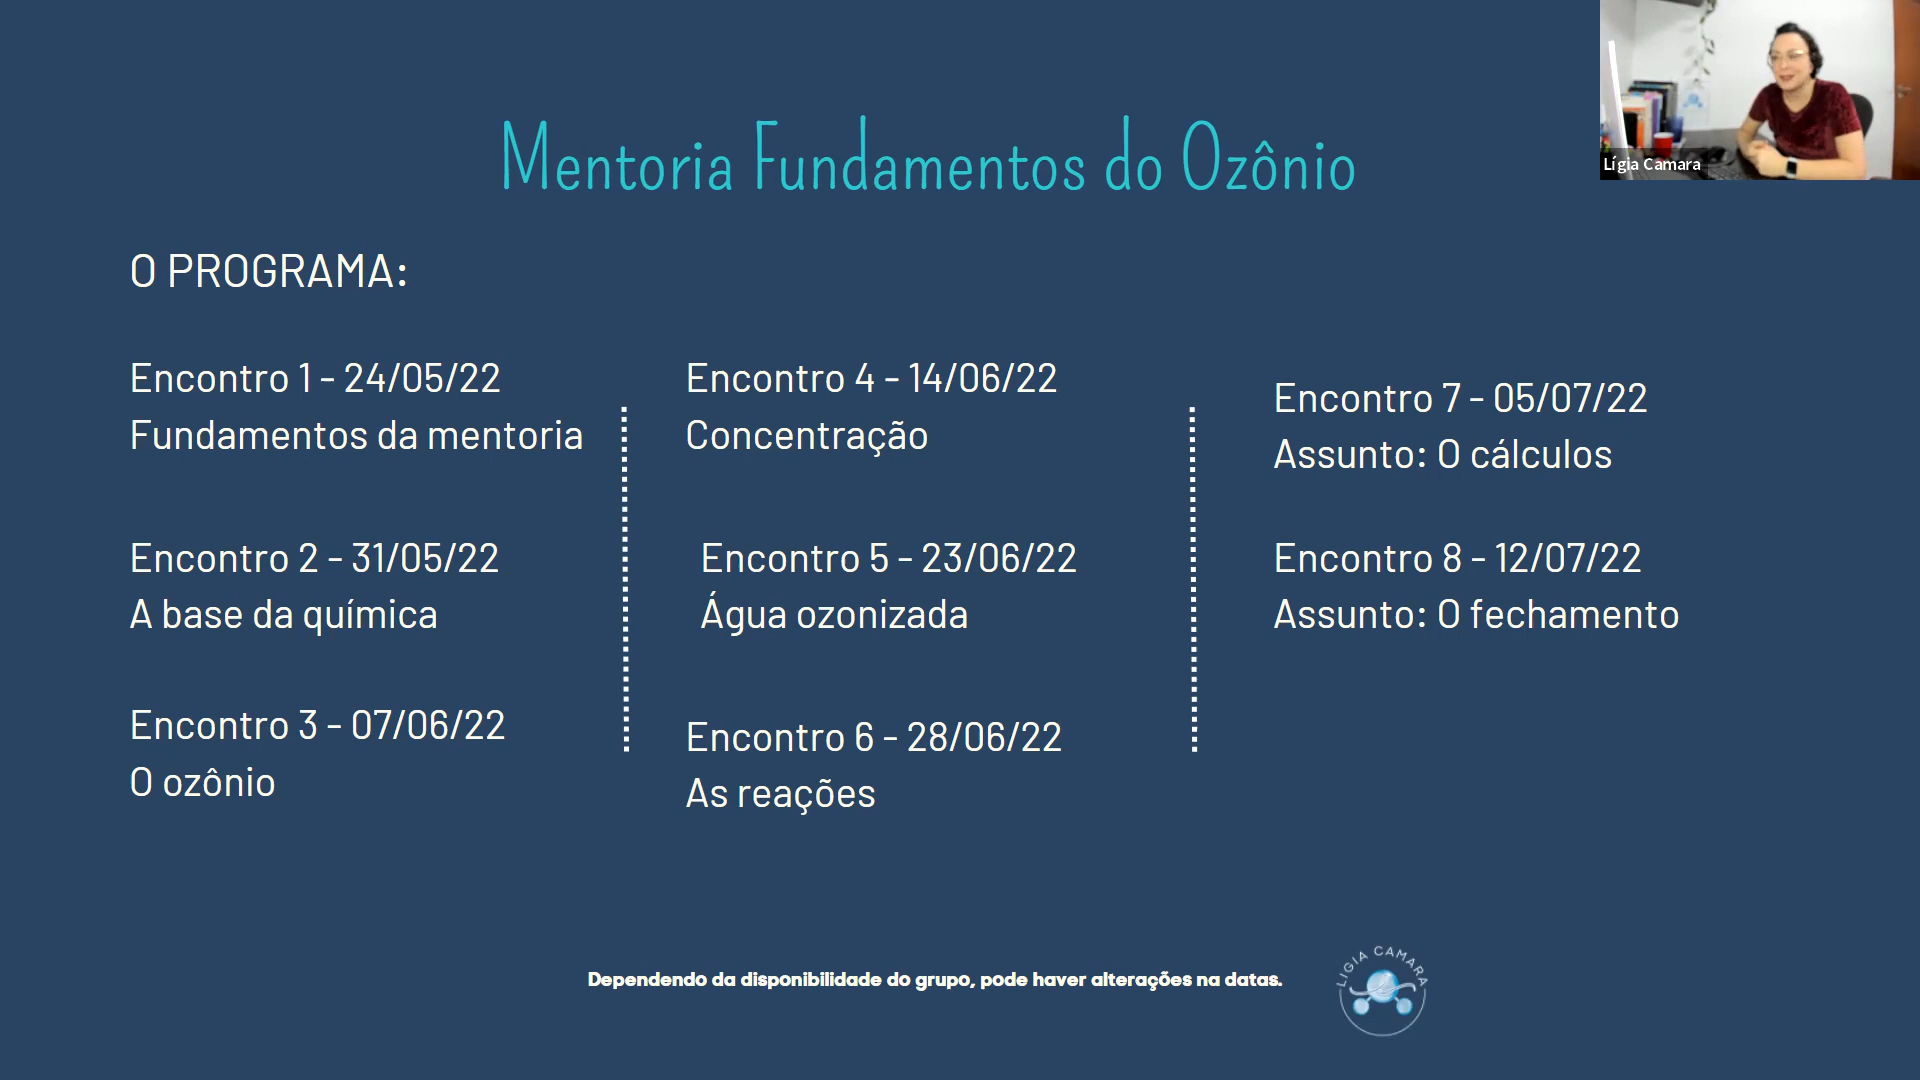 Lígia Camara
Mentoria Fundamentos do Ozônio
O PROGRAMA:
Encontro 1 - 24/05/22
Fundamentos da mentoria
Encontro 2 - 31/05/22
A base da química
Encontro 3 - 07/06/22
O ozônio
Encontro 4 - 14/06/22
Concentração
Encontro 5 - 23/06/22
Água ozonizada
Encontro 6 - 28/06/22
As reações
Encontro 7 - 05/07/22
Assunto: O cálculos
Encontro 8 - 12/07/22
Assunto: O fechamento
Dependendo da disponibilidade do grupo, pode haver alterações na datas.
LIGIA CAMARA